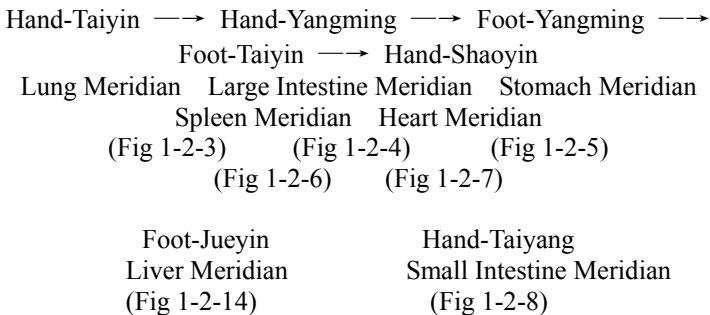 Hand-Taiyin —→ Hand-Yangming —→ Foot-Yangming —→
Foot-Taiyin —→ Hand-Shaoyin
Lung Meridian Large Intestine Meridian Stomach Meridian
Spleen Meridian Heart Meridian
(Fig 1-2-3) (Fig 1-2-4) (Fig 1-2-5)
(Fig 1-2-6) (Fig 1-2-7)
Foot-Jueyin Hand-Taiyang
Liver Meridian Small Intestine Meridian
(Fig 1-2-14) (Fig 1-2-8)